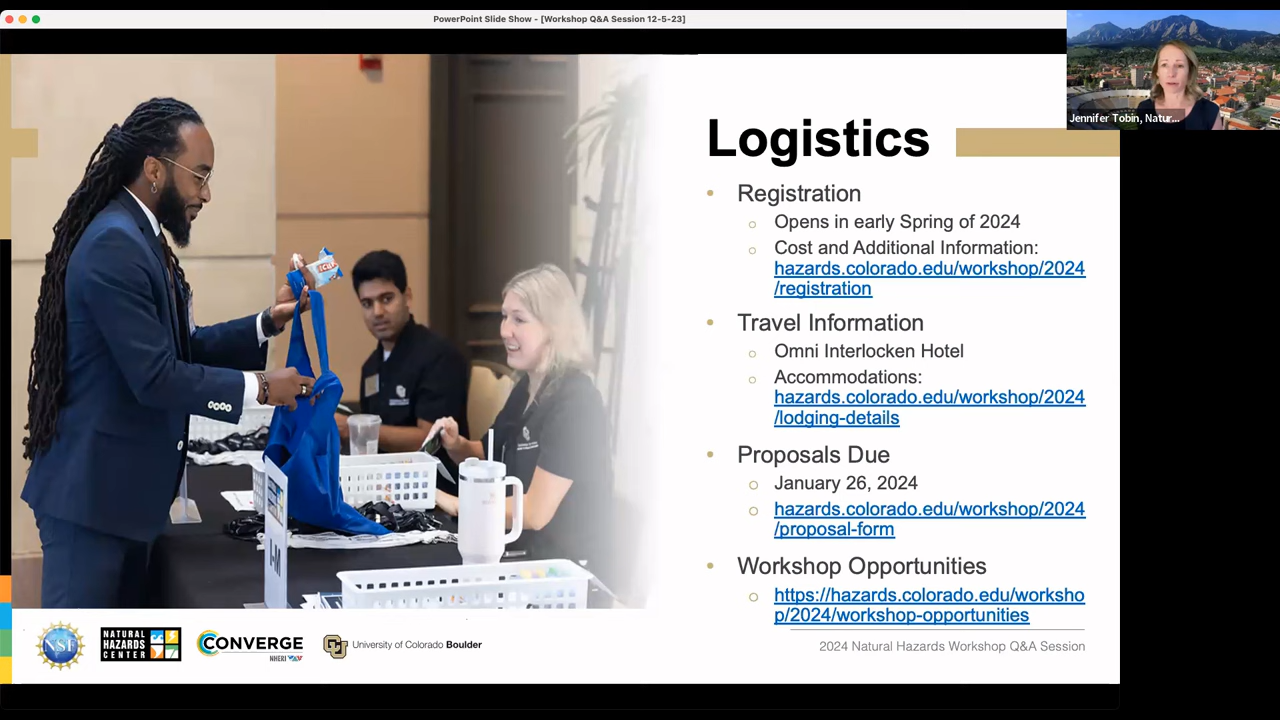 PowerPoint Slide Show - [Workshop Q&A Session 12-5-23]
Jennifer Tobin, Natur...
Logistics
• Registration
○ Opens in early Spring of 2024
○ Cost and Additional Information:
hazards.colorado.edu/workshop/2024
/registration
• Travel Information
○ Omni Interlocken Hotel
○ Accommodations:
hazards.colorado.edu/workshop/2024
/lodging-details
• Proposals Due
○ January 26, 2024
○ hazards.colorado.edu/workshop/2024
/proposal-form
• Workshop Opportunities
○ https://hazards.colorado.edu/worksho
p/2024/workshop-opportunities
I-M
NSF
NATURAL
HAZARDS
CENTER
CONVERGE
NHERI
CU
University of Colorado Boulder
2024 Natural Hazards Workshop Q&A Session